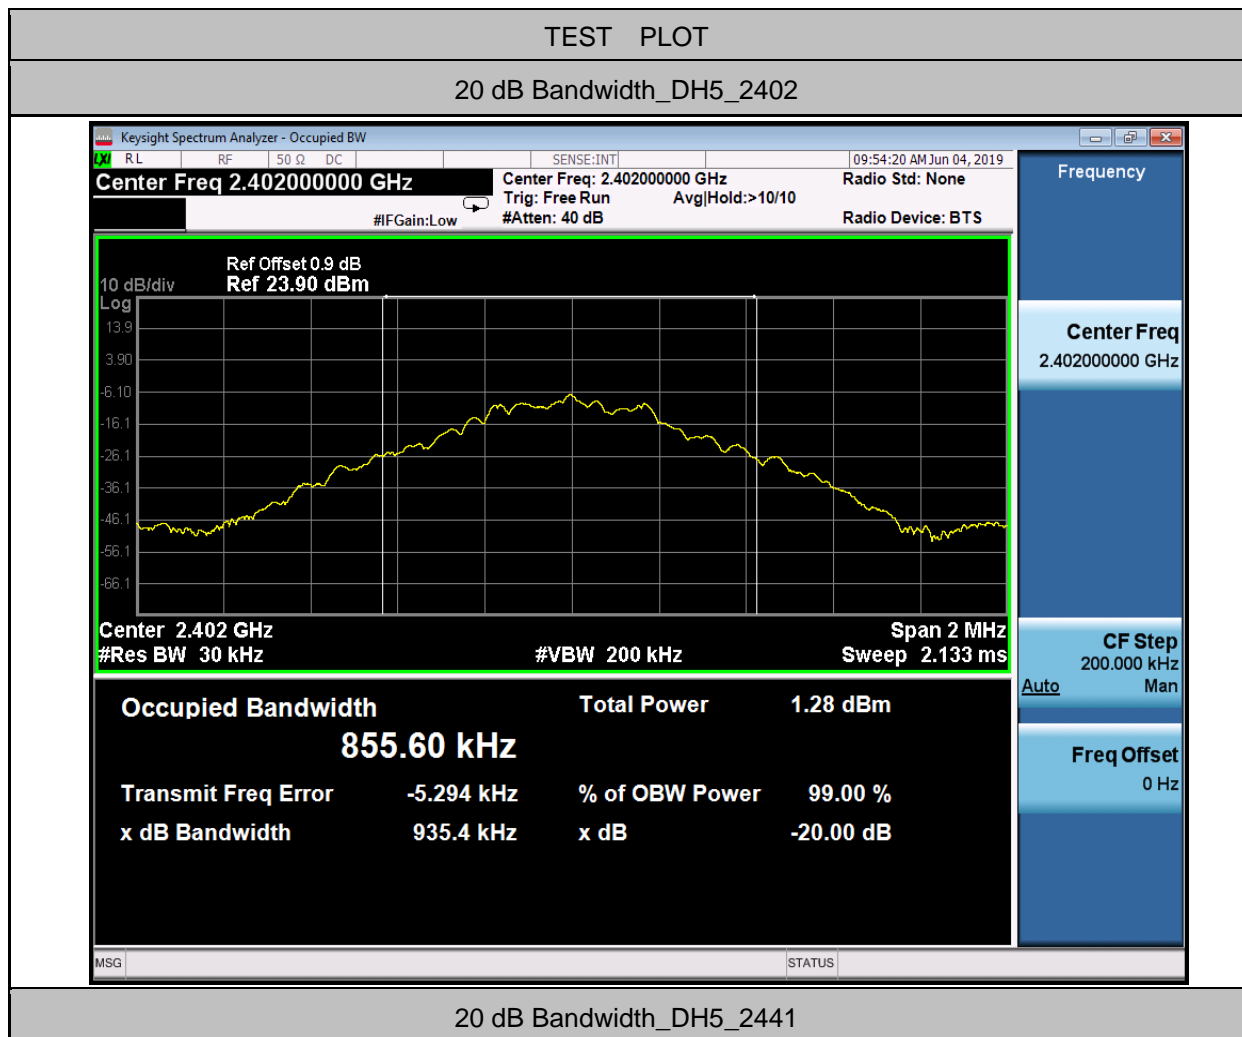 TEST PLOT
20 dB Bandwidth_DH5_2402
Keysight Spectrum Analyzer - Occupied BW
LXI RL RF 50 Ω DC SENSE:INT 09:54:20 AM Jun 04, 2019
Center Freq 2.402000000 GHz
Center Freq: 2.402000000 GHz Radio Std: None
Trig: Free Run Avg|Hold:>10/10
#IFGain:Low #Atten: 40 dB Radio Device: BTS
Ref Offset 0.9 dB
10 dB/div Ref 23.90 dBm
Log
13.9
3.90
-6.10
-16.1
-26.1
-36.1
-46.1
-56.1
-66.1
Center 2.402 GHz Span 2 MHz
#Res BW 30 kHz #VBW 200 kHz Sweep 2.133 ms
Occupied Bandwidth Total Power 1.28 dBm
855.60 kHz
Transmit Freq Error -5.294 kHz % of OBW Power 99.00 %
x dB Bandwidth 935.4 kHz x dB -20.00 dB
MSG STATUS
Frequency
Center Freq
2.402000000 GHz
CF Step
200.000 kHz
Auto Man
Freq Offset
0 Hz
20 dB Bandwidth_DH5_2441